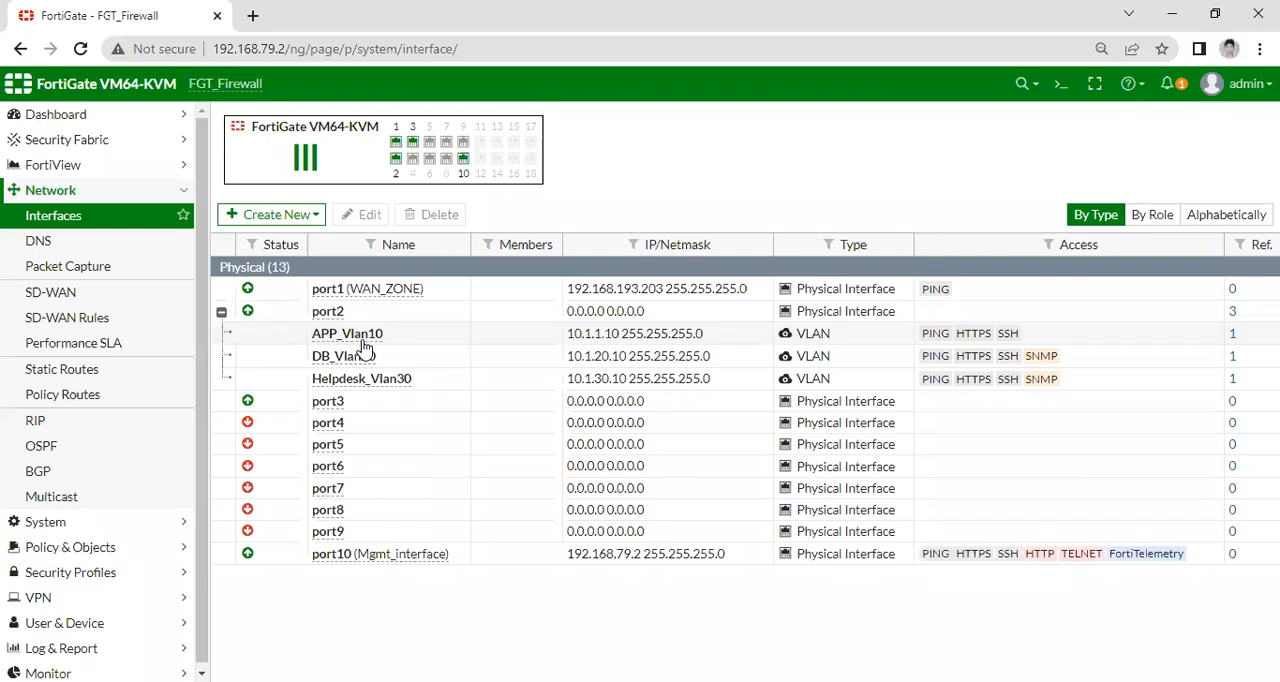 FortiGate - FGT_Firewall
Not secure 192.168.79.2/ng/page/p/system/interface/
FortiGate VM64-KVM FGT_Firewall 1 admin
Dashboard
Security Fabric
FortiView
Network
Interfaces
DNS
Packet Capture
SD-WAN
SD-WAN Rules
Performance SLA
Static Routes
Policy Routes
RIP
OSPF
BGP
Multicast
System
Policy & Objects
Security Profiles
VPN
User & Device
Log & Report
Monitor
FortiGate VM64-KVM 1 3 5 7 9 11 13 15 17
2 4 6 8 10 12 14 16 18
Create New Edit Delete By Type By Role Alphabetically
Status Name Members IP/Netmask Type Access Ref.
Physical (13)
port1 (WAN_ZONE) 192.168.193.203 255.255.255.0 Physical Interface PING 0
port2 0.0.0.0 0.0.0.0 Physical Interface 3
APP_Vlan10 10.1.1.10 255.255.255.0 VLAN PING HTTPS SSH 1
10.1.20.10 255.255.255.0 VLAN PING HTTPS SSH SNMP 1
Helpdesk_Vlan30 10.1.30.10 255.255.255.0 VLAN PING HTTPS SSH SNMP 1
port3 0.0.0.0 0.0.0.0 Physical Interface 0
port4 0.0.0.0 0.0.0.0 Physical Interface 0
port5 0.0.0.0 0.0.0.0 Physical Interface 0
port6 0.0.0.0 0.0.0.0 Physical Interface 0
port7 0.0.0.0 0.0.0.0 Physical Interface 0
port8 0.0.0.0 0.0.0.0 Physical Interface 0
port9 0.0.0.0 0.0.0.0 Physical Interface 0
port10 (Mgmt_interface) 192.168.79.2 255.255.255.0 Physical Interface PING HTTPS SSH HTTP TELNET FortiTelemetry 0